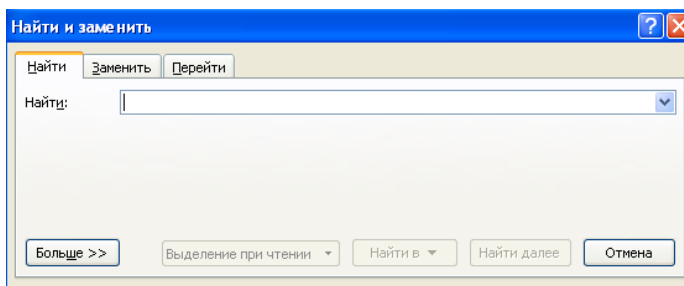 Найти и заменить
Найти Заменить Перейти
Найти:
Больше >> Выделение при чтении Найти в Найти далее Отмена